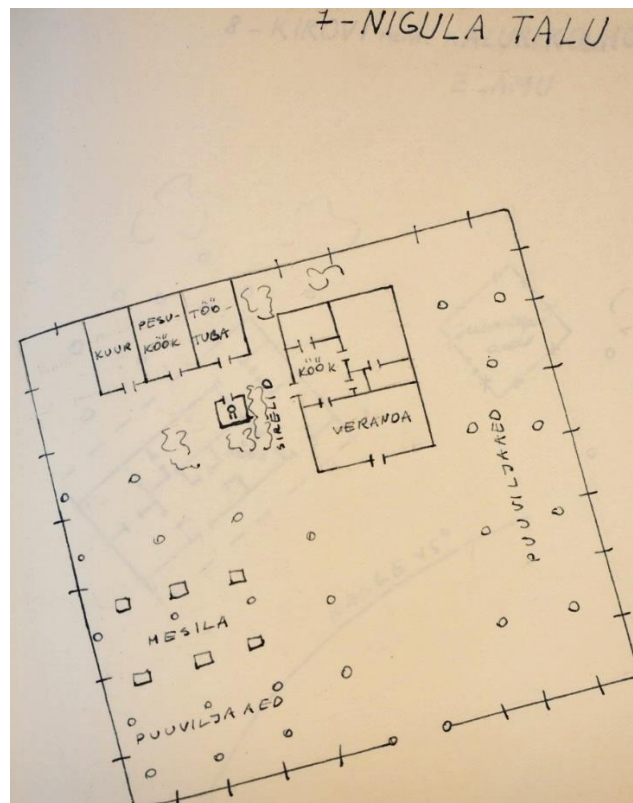 7-NIGULA TALU
KUUR
PESU-
KÖÖK
TÖÖ-
TUBA
KÖÖK
SIRELID
VERANDA
PUUVILJAAED
MESILA
PUUVILJAAED